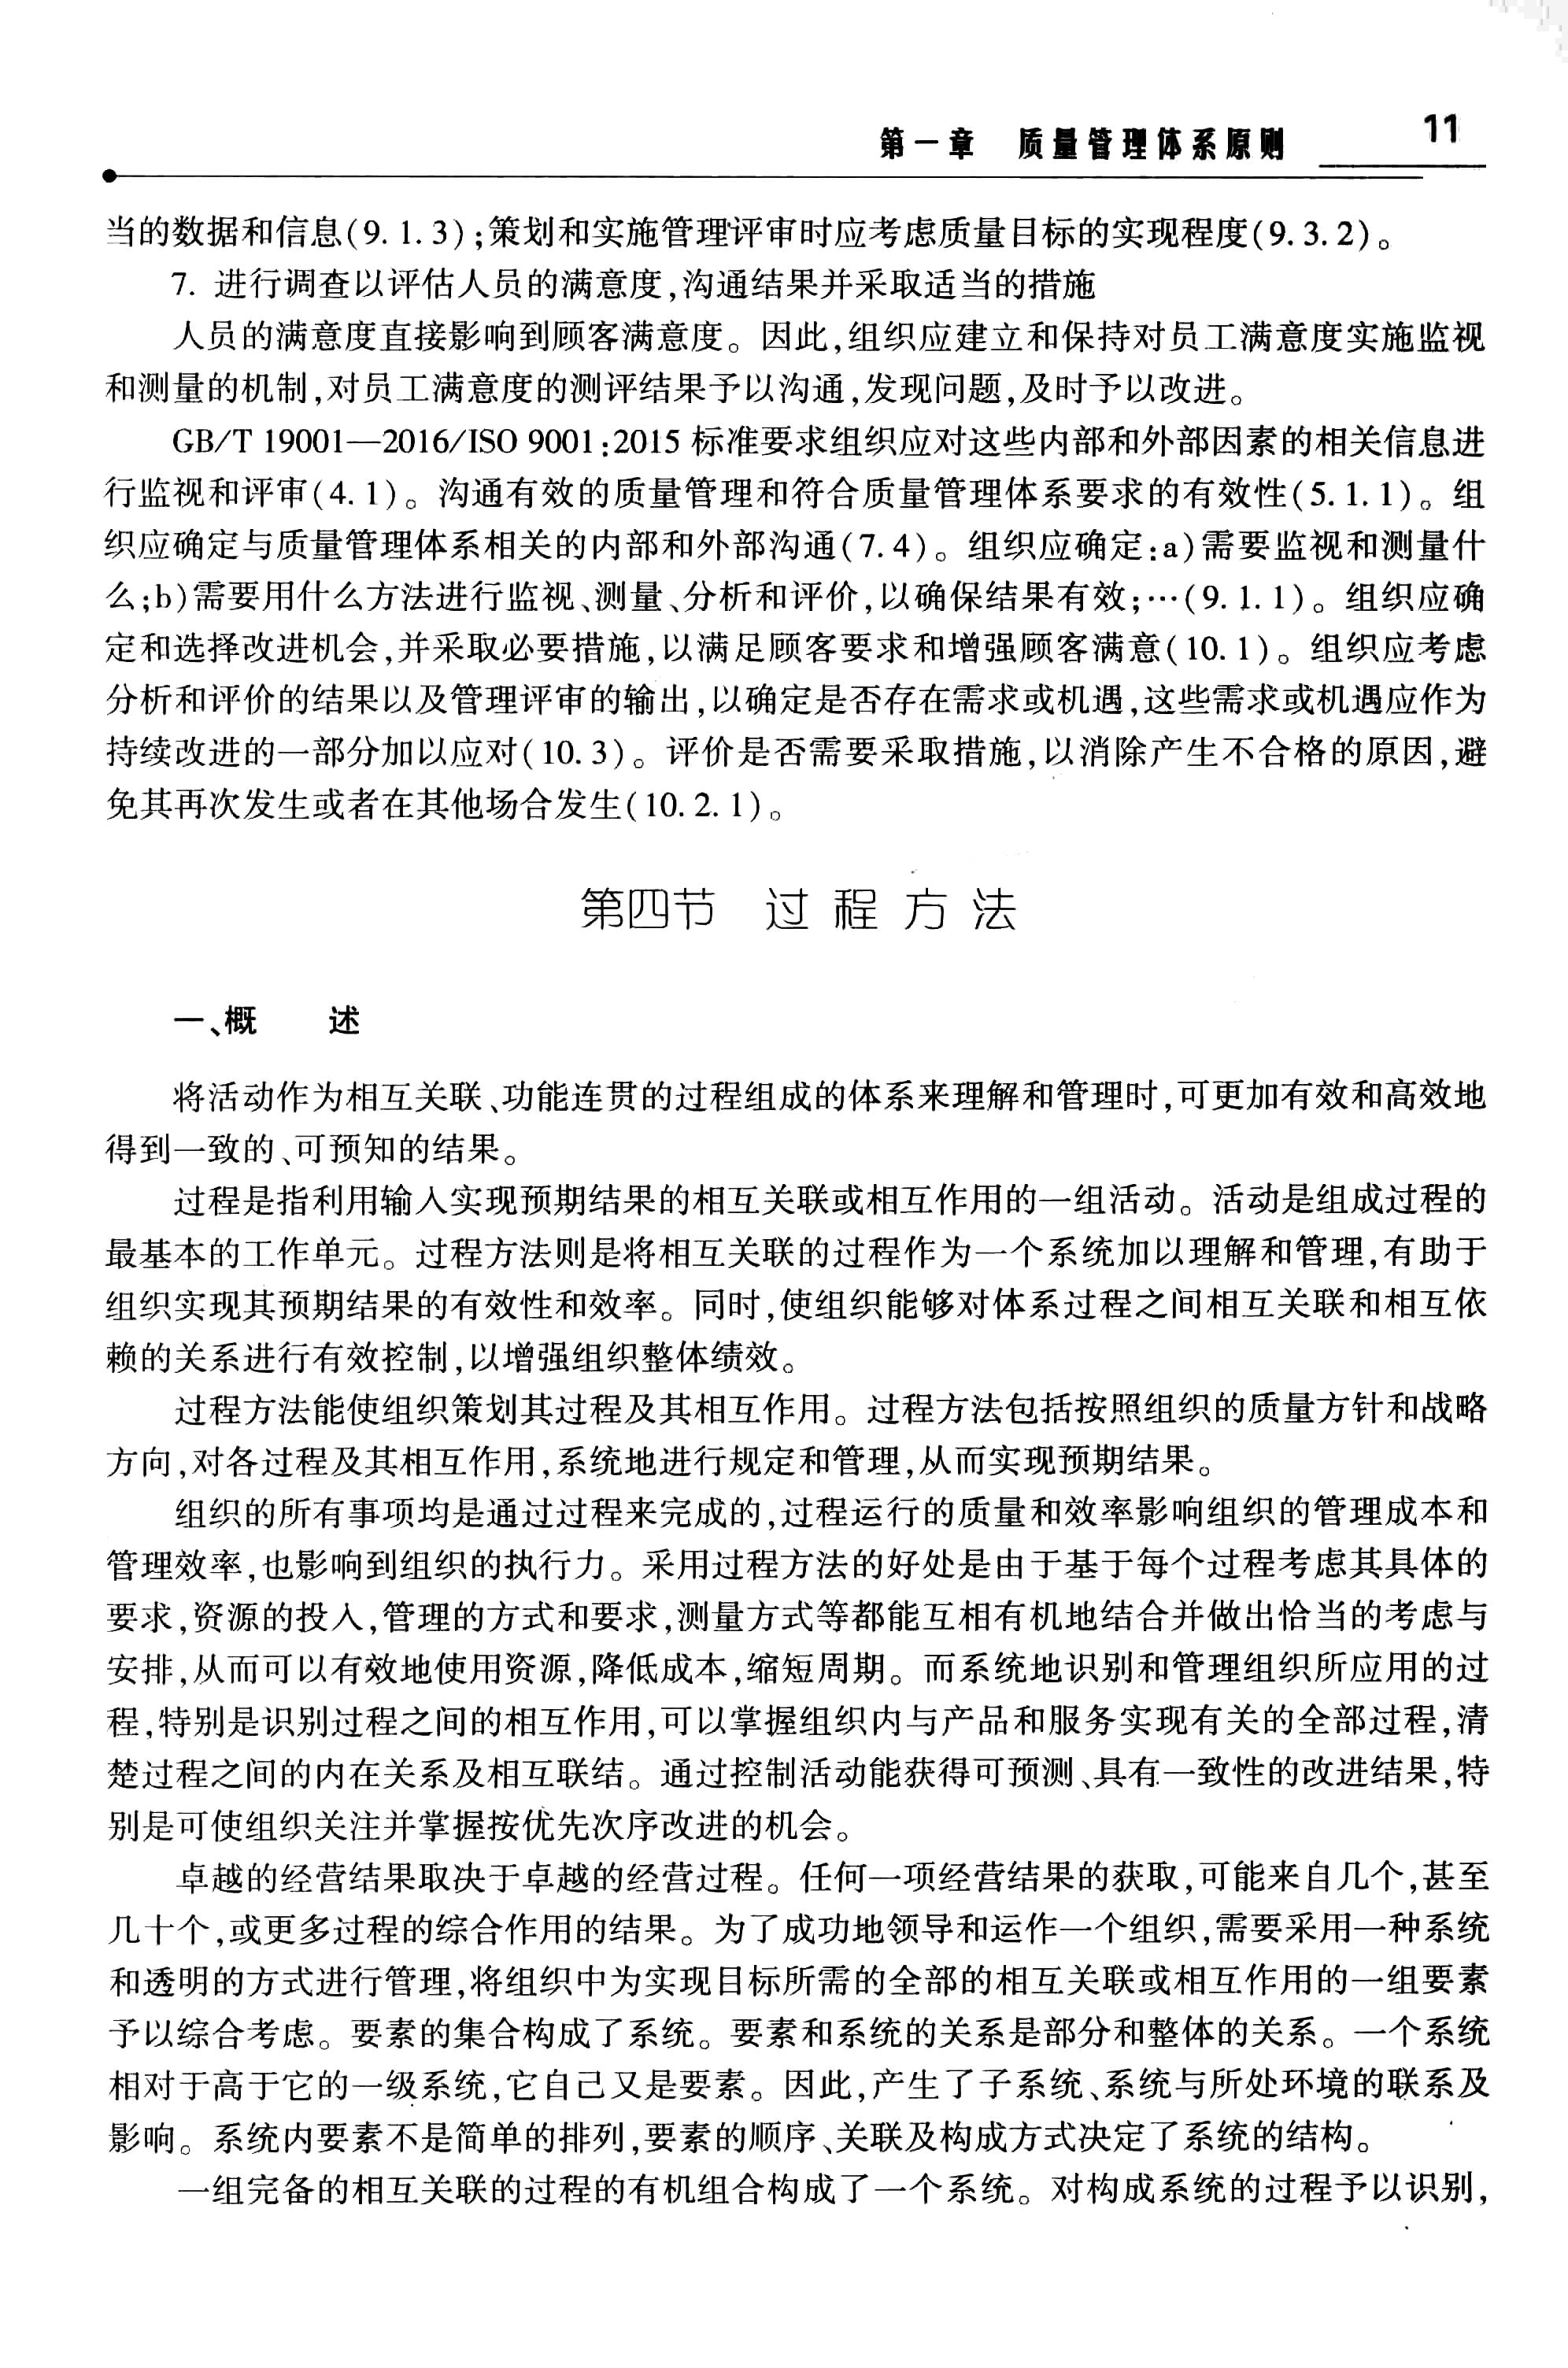 第一章　质量管理体系原则　11
当的数据和信息(9.1.3);策划和实施管理评审时应考虑质量目标的实现程度(9.3.2)。
7. 进行调查以评估人员的满意度,沟通结果并采取适当的措施
人员的满意度直接影响到顾客满意度。因此,组织应建立和保持对员工满意度实施监视
和测量的机制,对员工满意度的测评结果予以沟通,发现问题,及时予以改进。
GB/T 19001—2016/ISO 9001:2015 标准要求组织应对这些内部和外部因素的相关信息进
行监视和评审(4.1)。沟通有效的质量管理和符合质量管理体系要求的有效性(5.1.1)。组
织应确定与质量管理体系相关的内部和外部沟通(7.4)。组织应确定:a)需要监视和测量什
么;b)需要用什么方法进行监视、测量、分析和评价,以确保结果有效;…(9.1.1)。组织应确
定和选择改进机会,并采取必要措施,以满足顾客要求和增强顾客满意(10.1)。组织应考虑
分析和评价的结果以及管理评审的输出,以确定是否存在需求或机遇,这些需求或机遇应作为
持续改进的一部分加以应对(10.3)。评价是否需要采取措施,以消除产生不合格的原因,避
免其再次发生或者在其他场合发生(10.2.1)。
第四节　过程方法
一、概　　述
将活动作为相互关联、功能连贯的过程组成的体系来理解和管理时,可更加有效和高效地
得到一致的、可预知的结果。
过程是指利用输入实现预期结果的相互关联或相互作用的一组活动。活动是组成过程的
最基本的工作单元。过程方法则是将相互关联的过程作为一个系统加以理解和管理,有助于
组织实现其预期结果的有效性和效率。同时,使组织能够对体系过程之间相互关联和相互依
赖的关系进行有效控制,以增强组织整体绩效。
过程方法能使组织策划其过程及其相互作用。过程方法包括按照组织的质量方针和战略
方向,对各过程及其相互作用,系统地进行规定和管理,从而实现预期结果。
组织的所有事项均是通过过程来完成的,过程运行的质量和效率影响组织的管理成本和
管理效率,也影响到组织的执行力。采用过程方法的好处是由于基于每个过程考虑其具体的
要求,资源的投入,管理的方式和要求,测量方式等都能互相有机地结合并做出恰当的考虑与
安排,从而可以有效地使用资源,降低成本,缩短周期。而系统地识别和管理组织所应用的过
程,特别是识别过程之间的相互作用,可以掌握组织内与产品和服务实现有关的全部过程,清
楚过程之间的内在关系及相互联结。通过控制活动能获得可预测、具有一致性的改进结果,特
别是可使组织关注并掌握按优先次序改进的机会。
卓越的经营结果取决于卓越的经营过程。任何一项经营结果的获取,可能来自几个,甚至
几十个,或更多过程的综合作用的结果。为了成功地领导和运作一个组织,需要采用一种系统
和透明的方式进行管理,将组织中为实现目标所需的全部的相互关联或相互作用的一组要素
予以综合考虑。要素的集合构成了系统。要素和系统的关系是部分和整体的关系。一个系统
相对于高于它的一级系统,它自己又是要素。因此,产生了子系统、系统与所处环境的联系及
影响。系统内要素不是简单的排列,要素的顺序、关联及构成方式决定了系统的结构。
一组完备的相互关联的过程的有机组合构成了一个系统。对构成系统的过程予以识别,